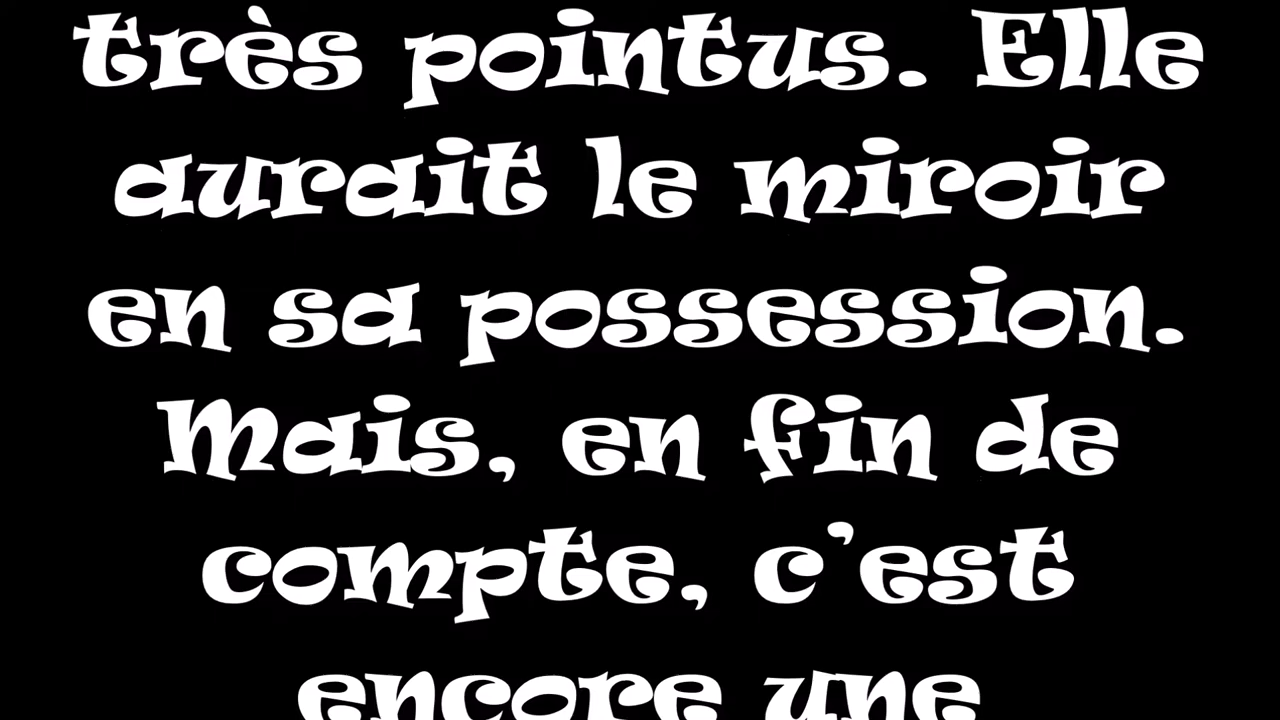 très pointus. Elle
aurait le miroir
en sa possession.
Mais, en fin de
compte, c’est
encore une